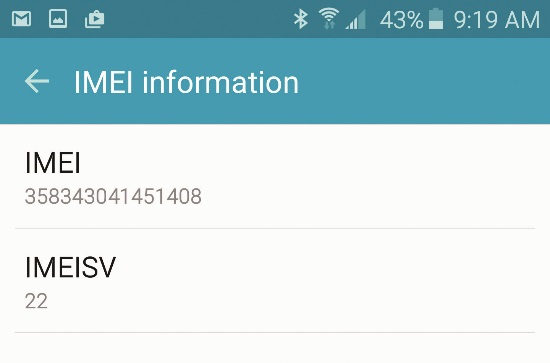 43% 9:19 AM
IMEI information
IMEI
358343041451408
IMEISV
22